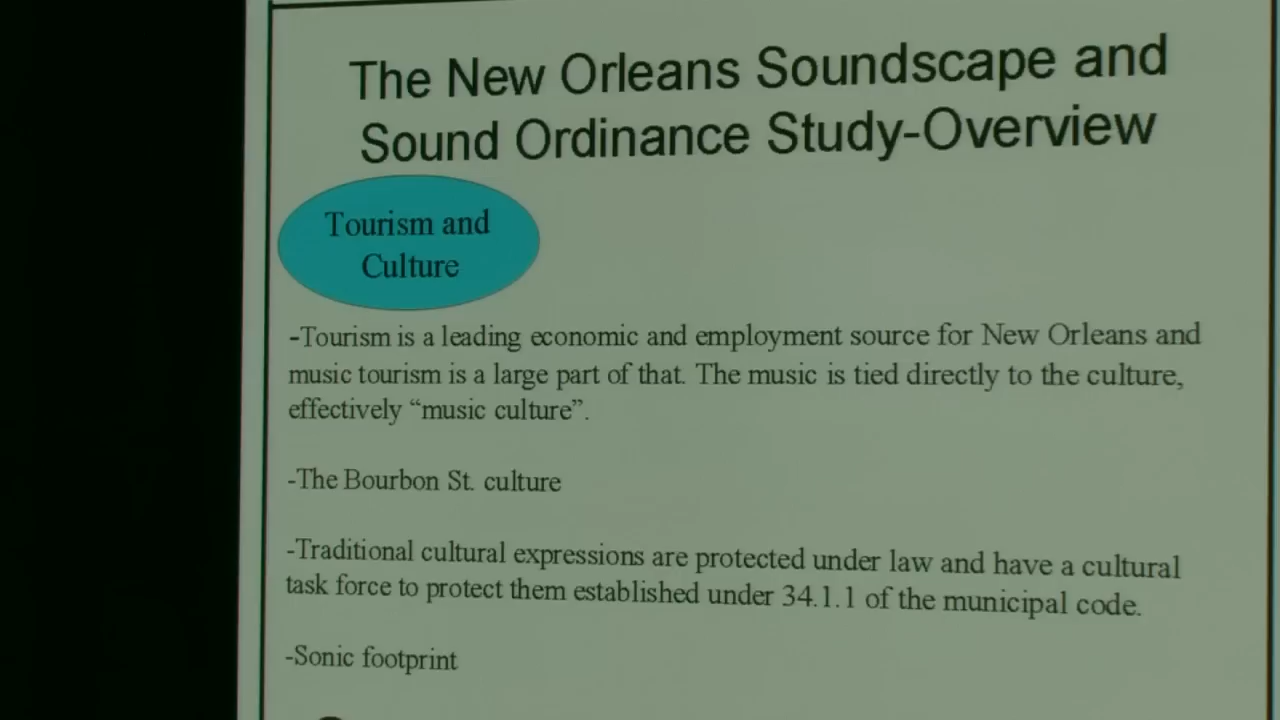 The New Orleans Soundscape and
Sound Ordinance Study-Overview
Tourism and
Culture
-Tourism is a leading economic and employment source for New Orleans and
music tourism is a large part of that. The music is tied directly to the culture,
effectively “music culture”.
-The Bourbon St. culture
-Traditional cultural expressions are protected under law and have a cultural
task force to protect them established under 34.1.1 of the municipal code.
-Sonic footprint